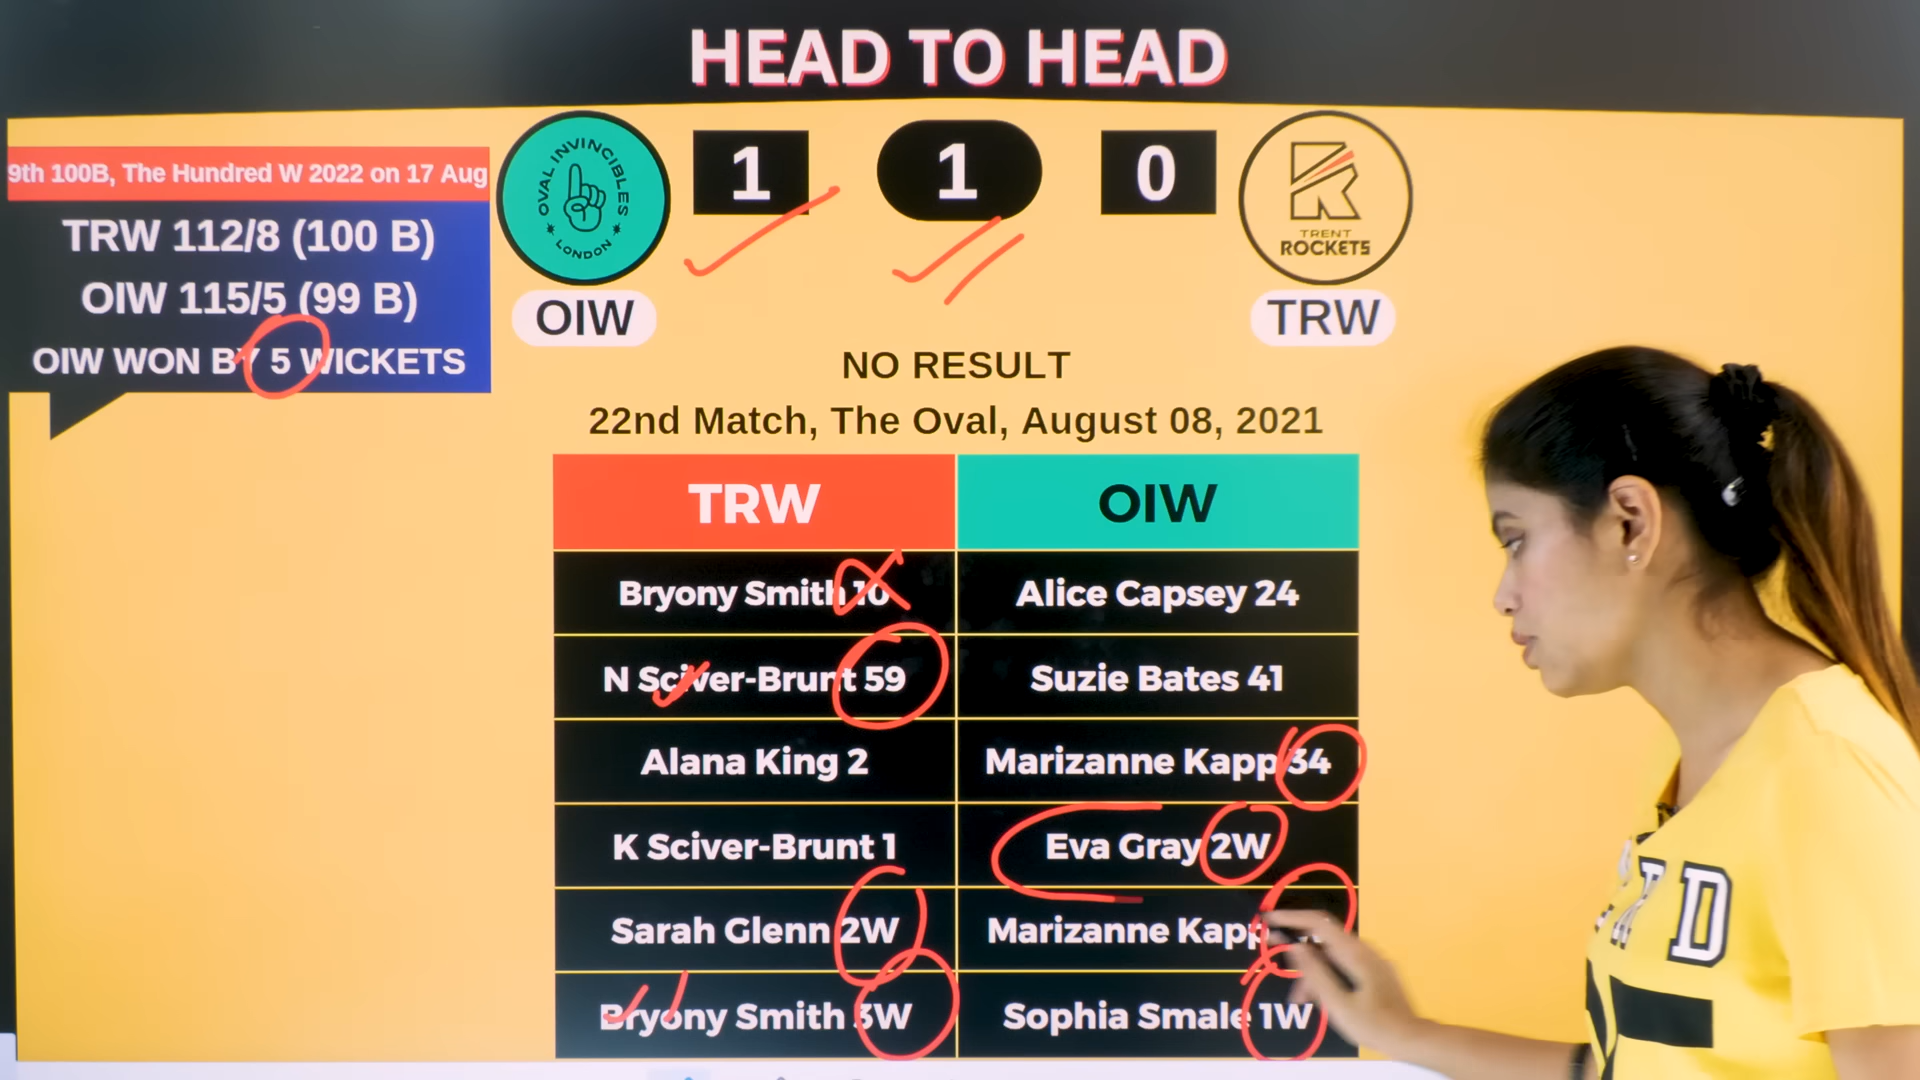 HEAD TO HEAD
9th 100B, The Hundred W 2022 on 17 Aug
TRW 112/8 (100 B)
OIW 115/5 (99 B)
OIW WON BY 5 WICKETS
OVAL INVINCIBLES
LONDON
OIW
1
1
0
TRENT
ROCKETS
TRW
NO RESULT
22nd Match, The Oval, August 08, 2021
TRW
OIW
Bryony Smith 10
Alice Capsey 24
N Sciver-Brunt 59
Suzie Bates 41
Alana King 2
Marizanne Kapp 34
K Sciver-Brunt 1
Eva Gray 2W
Sarah Glenn 2W
Marizanne Kapp
Bryony Smith 3W
Sophia Smale 1W